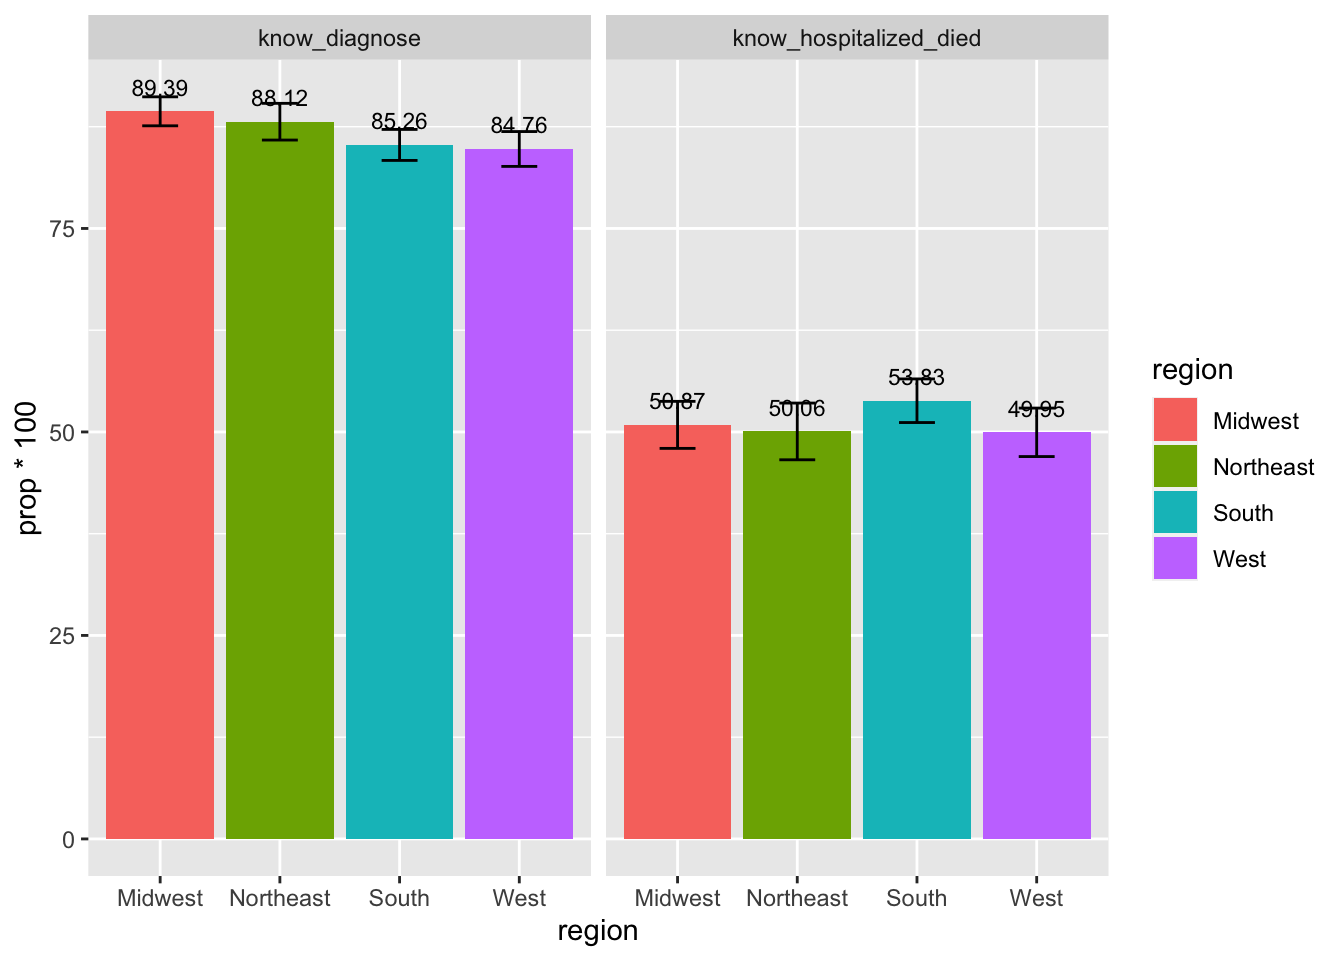 know_diagnose
know_hospitalized_died
89.39
88.12
85.26
84.76
50.87
50.06
53.83
49.95
75
50
25
0
prop * 100
Midwest
Northeast
South
West
Midwest
Northeast
South
West
region
region
Midwest
Northeast
South
West